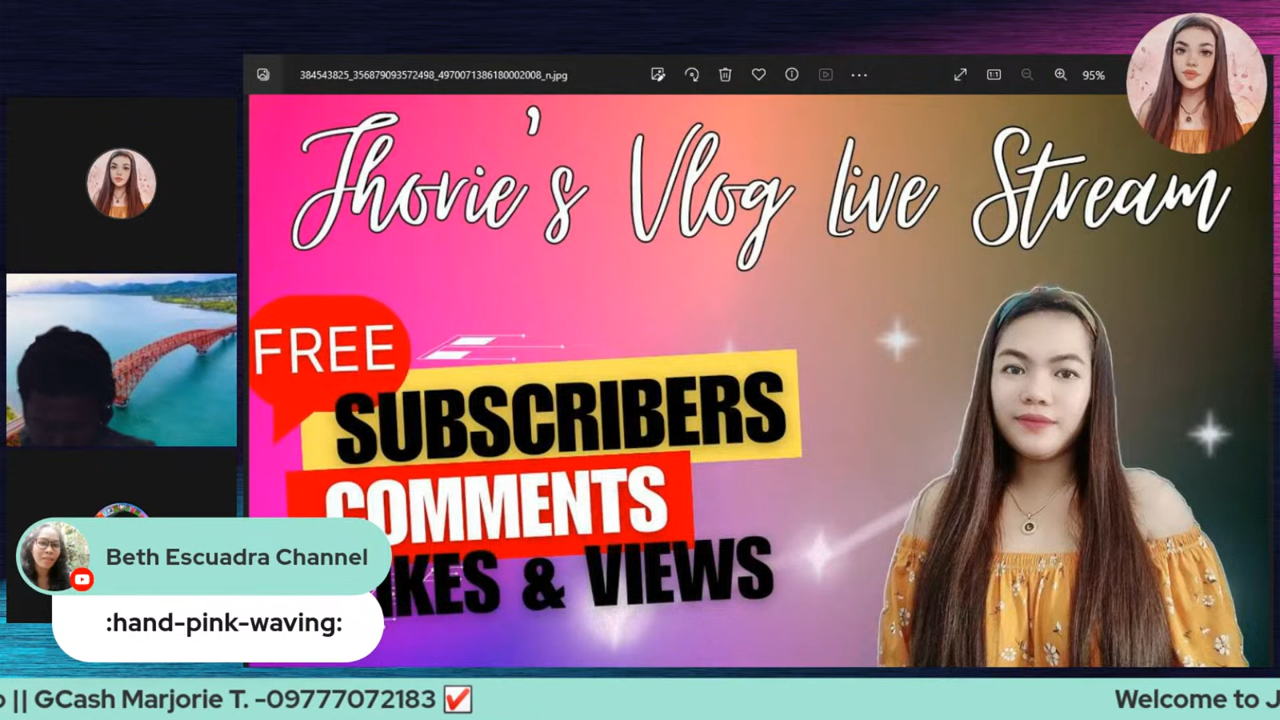 384543825_356879093572498_4970071386180002008_n.jpg
95%
Jhovie's Vlog Live Stream
FREE
SUBSCRIBERS
COMMENTS
IKES & VIEWS
Beth Escuadra Channel
:hand-pink-waving:
|| GCash Marjorie T. -09777072183 ✅
Welcome to J